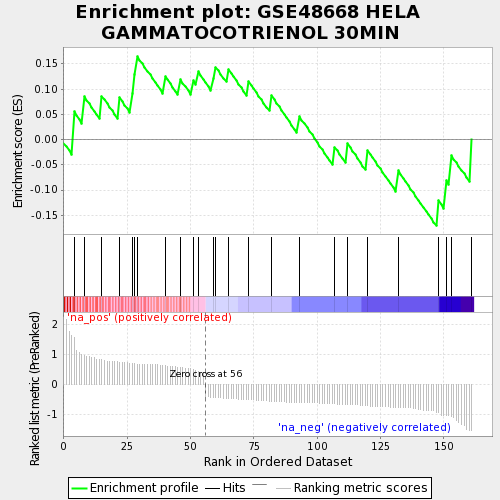 Enrichment plot: GSE48668 HELA
GAMMATOCOTRIENOL 30MIN
Enrichment score (ES)
0.15
0.10
0.05
0.00
-0.05
-0.10
-0.15
'na_pos' (positively correlated)
Ranked list metric (PreRanked)
2
1
0
-1
Zero cross at 56
'na_neg' (negatively correlated)
0
25
50
75
100
125
150
Rank in Ordered Dataset
Enrichment profile
Hits
Ranking metric scores